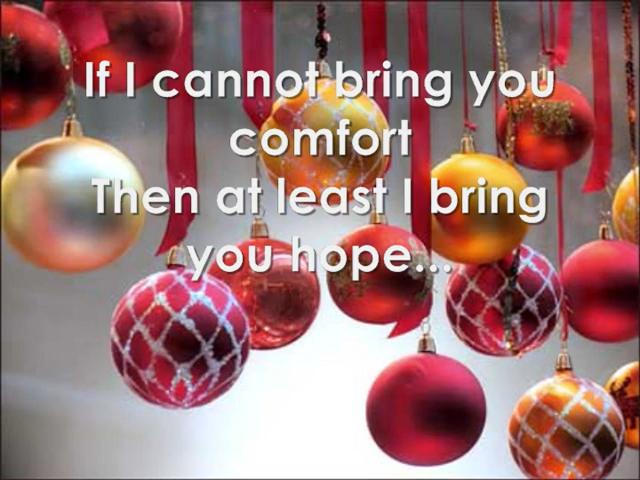 If I cannot bring you
comfort
Then at least I bring
you hope...